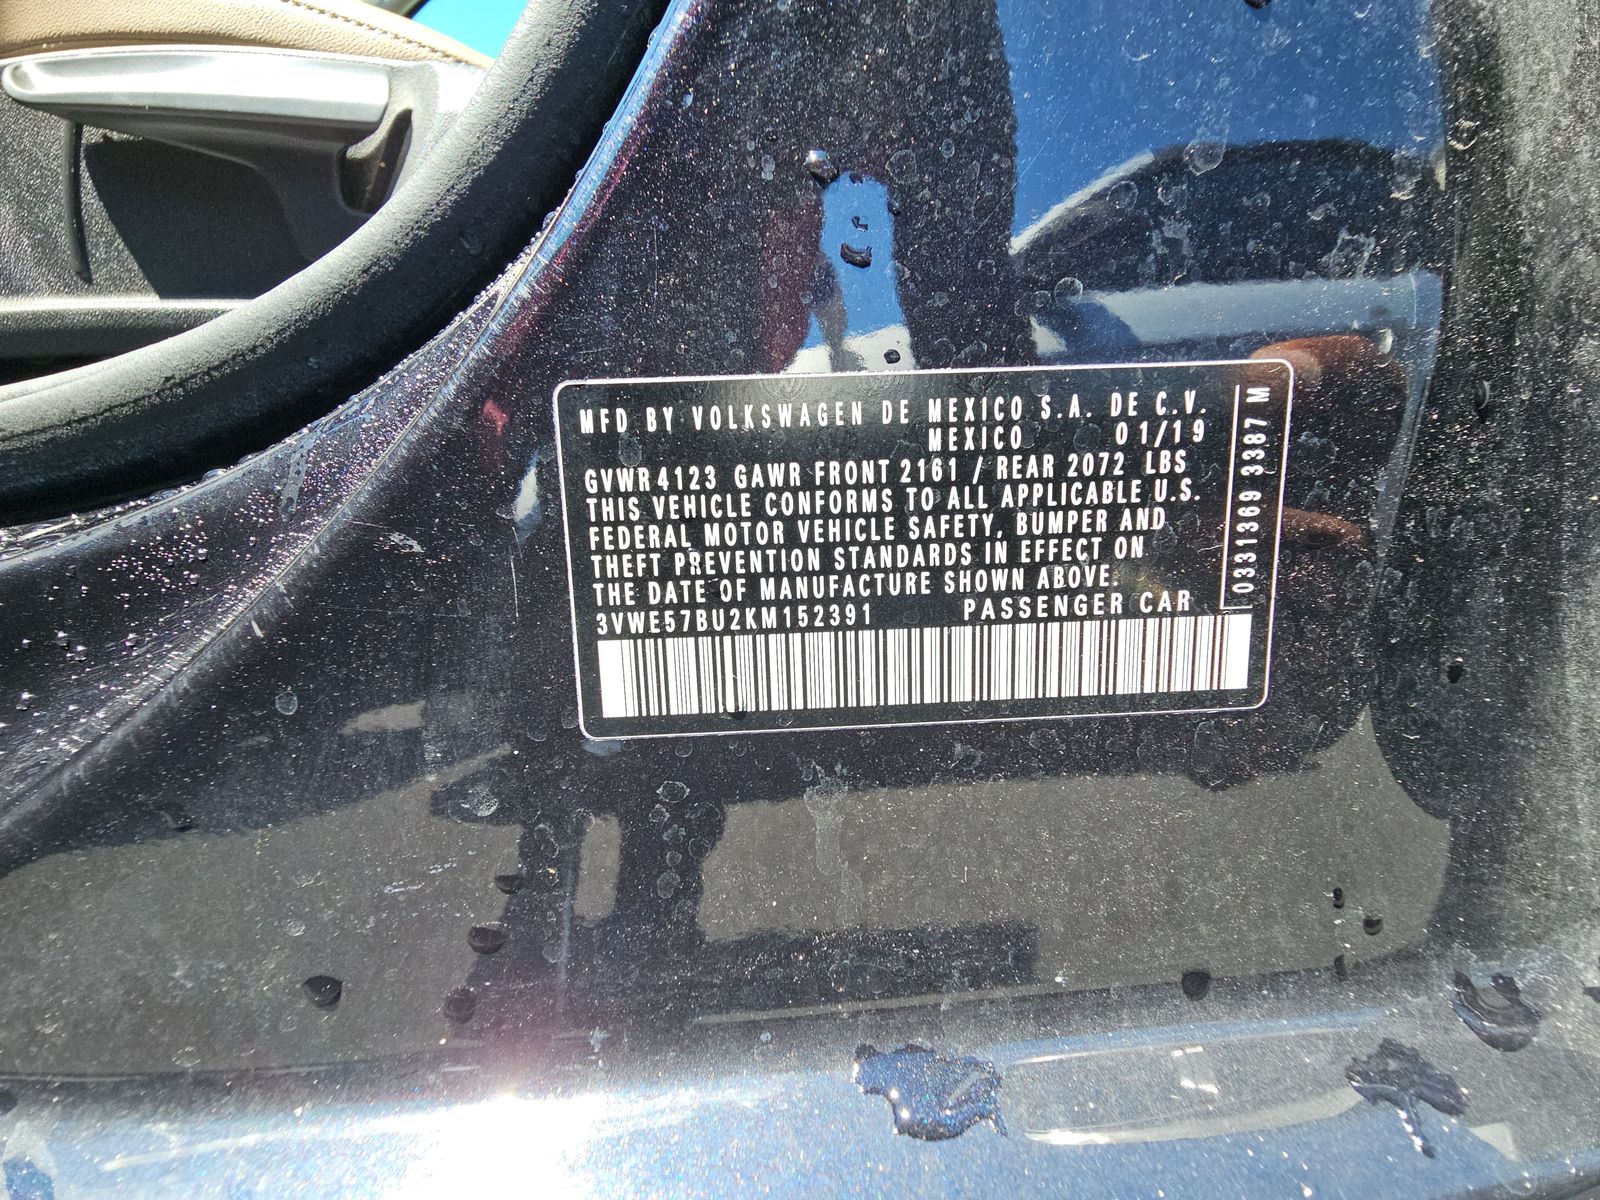 MFD BY VOLKSWAGEN DE MEXICO S.A. DE C.V.
MEXICO 01/19
GVWR 4123 GAWR FRONT 2161 / REAR 2072 LBS
THIS VEHICLE CONFORMS TO ALL APPLICABLE U.S.
FEDERAL MOTOR VEHICLE SAFETY, BUMPER AND
THEFT PREVENTION STANDARDS IN EFFECT ON
THE DATE OF MANUFACTURE SHOWN ABOVE.
3VWE57BU2KM152391 PASSENGER CAR
0331369 3387 M